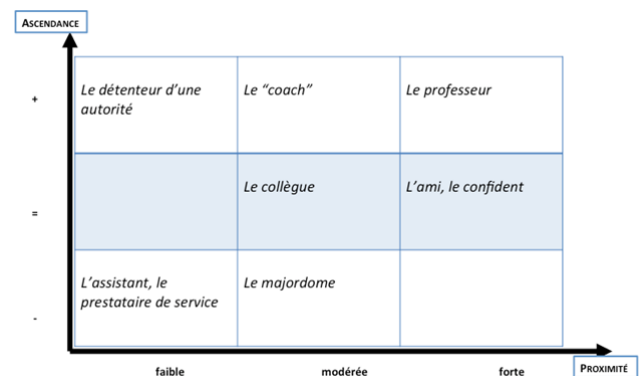 ASCENDANCE
+
Le détenteur d’une
autorité
Le “coach”
Le professeur
=
Le collègue
L’ami, le confident
-
L’assistant, le
prestataire de service
Le majordome
faible
modérée
forte
PROXIMITÉ